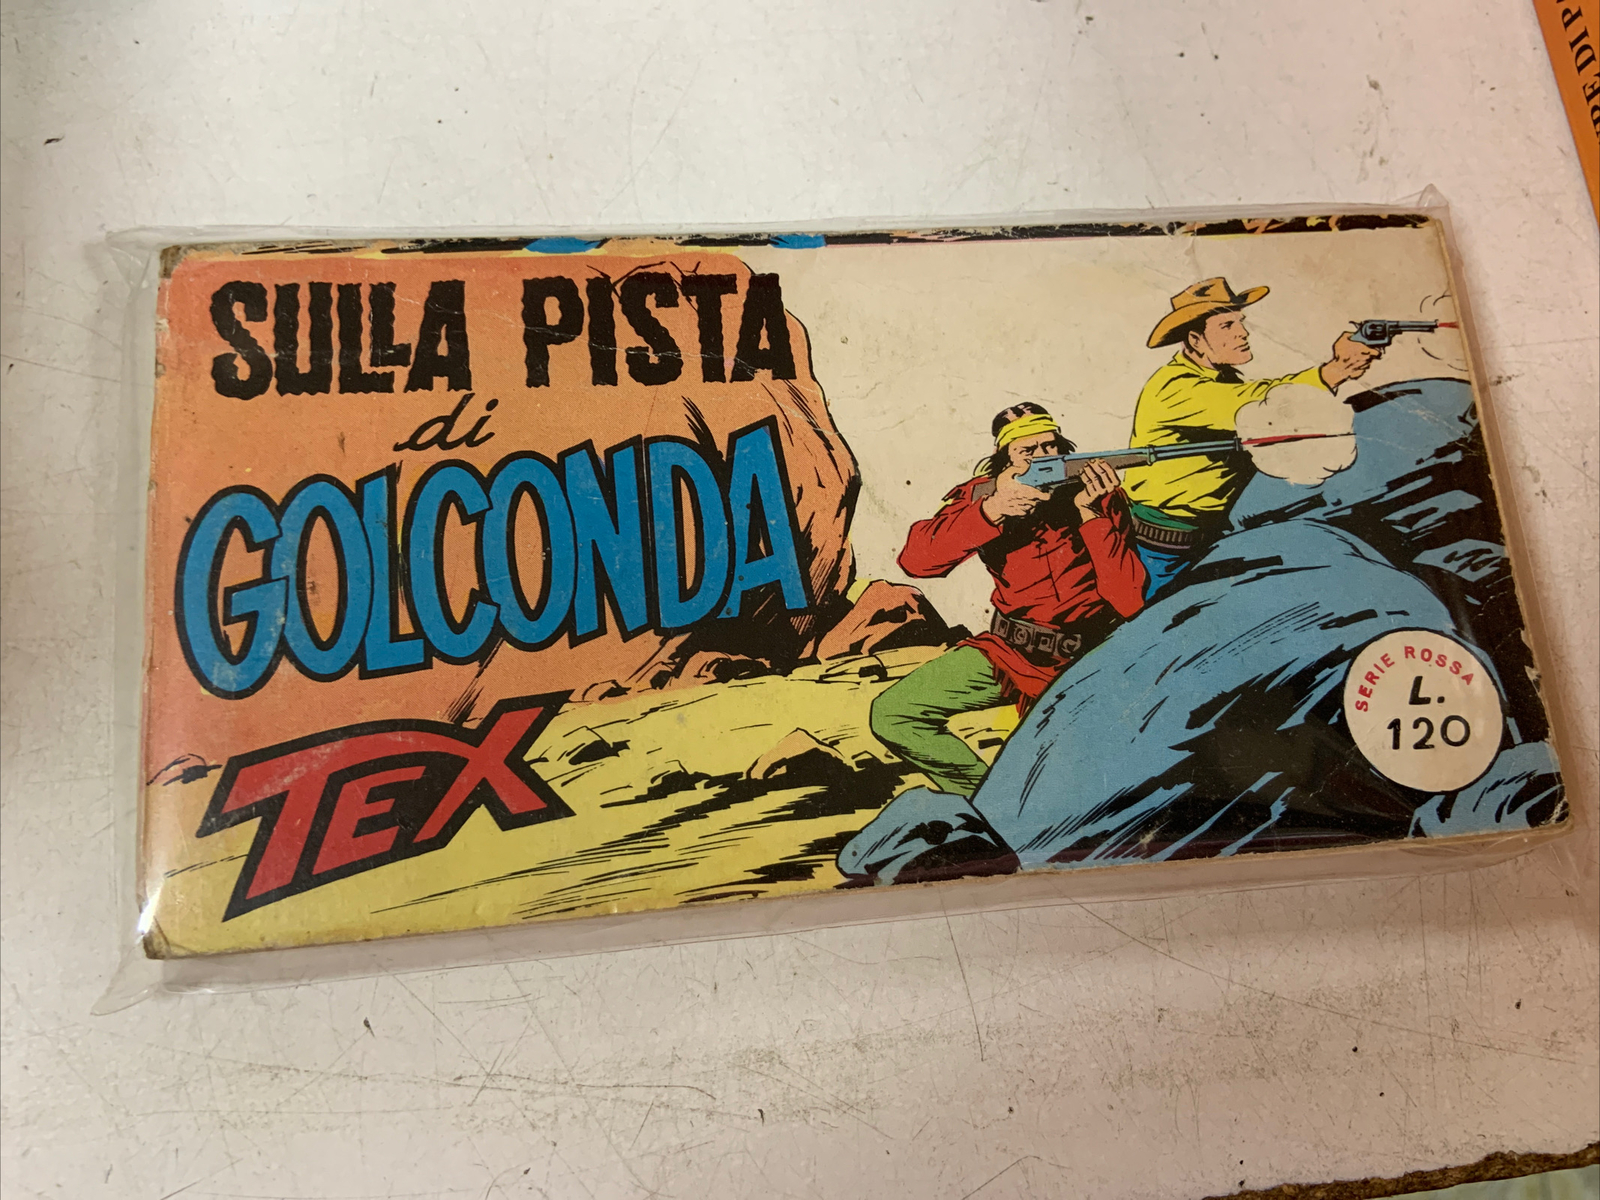 SULLA PISTA
di
GOLCONDA
TEX
SERIE ROSSA
L.
120